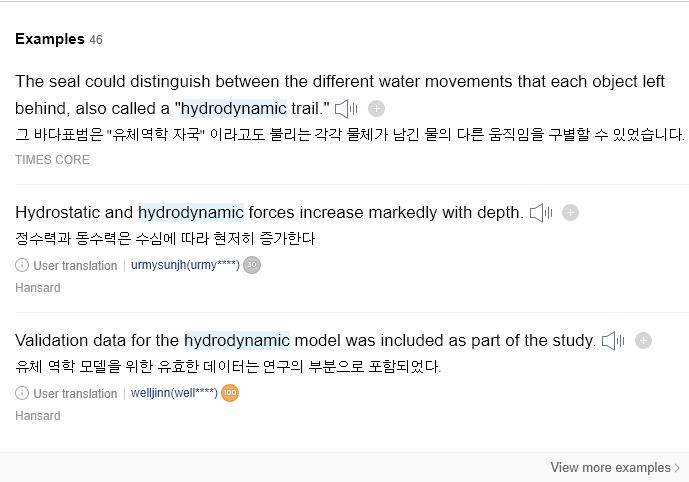 Examples 46
The seal could distinguish between the different water movements that each object left
behind, also called a "hydrodynamic trail."
그 바다표범은 "유체역학 자국" 이라고도 불리는 각각 물체가 남긴 물의 다른 움직임을 구별할 수 있었습니다.
TIMES CORE
Hydrostatic and hydrodynamic forces increase markedly with depth.
정수력과 동수력은 수심에 따라 현저히 증가한다
User translation urmysunjh(urmy****) 30
Hansard
Validation data for the hydrodynamic model was included as part of the study.
유체 역학 모델을 위한 유효한 데이터는 연구의 부분으로 포함되었다.
User translation welljinn(well****) 100
Hansard
View more examples